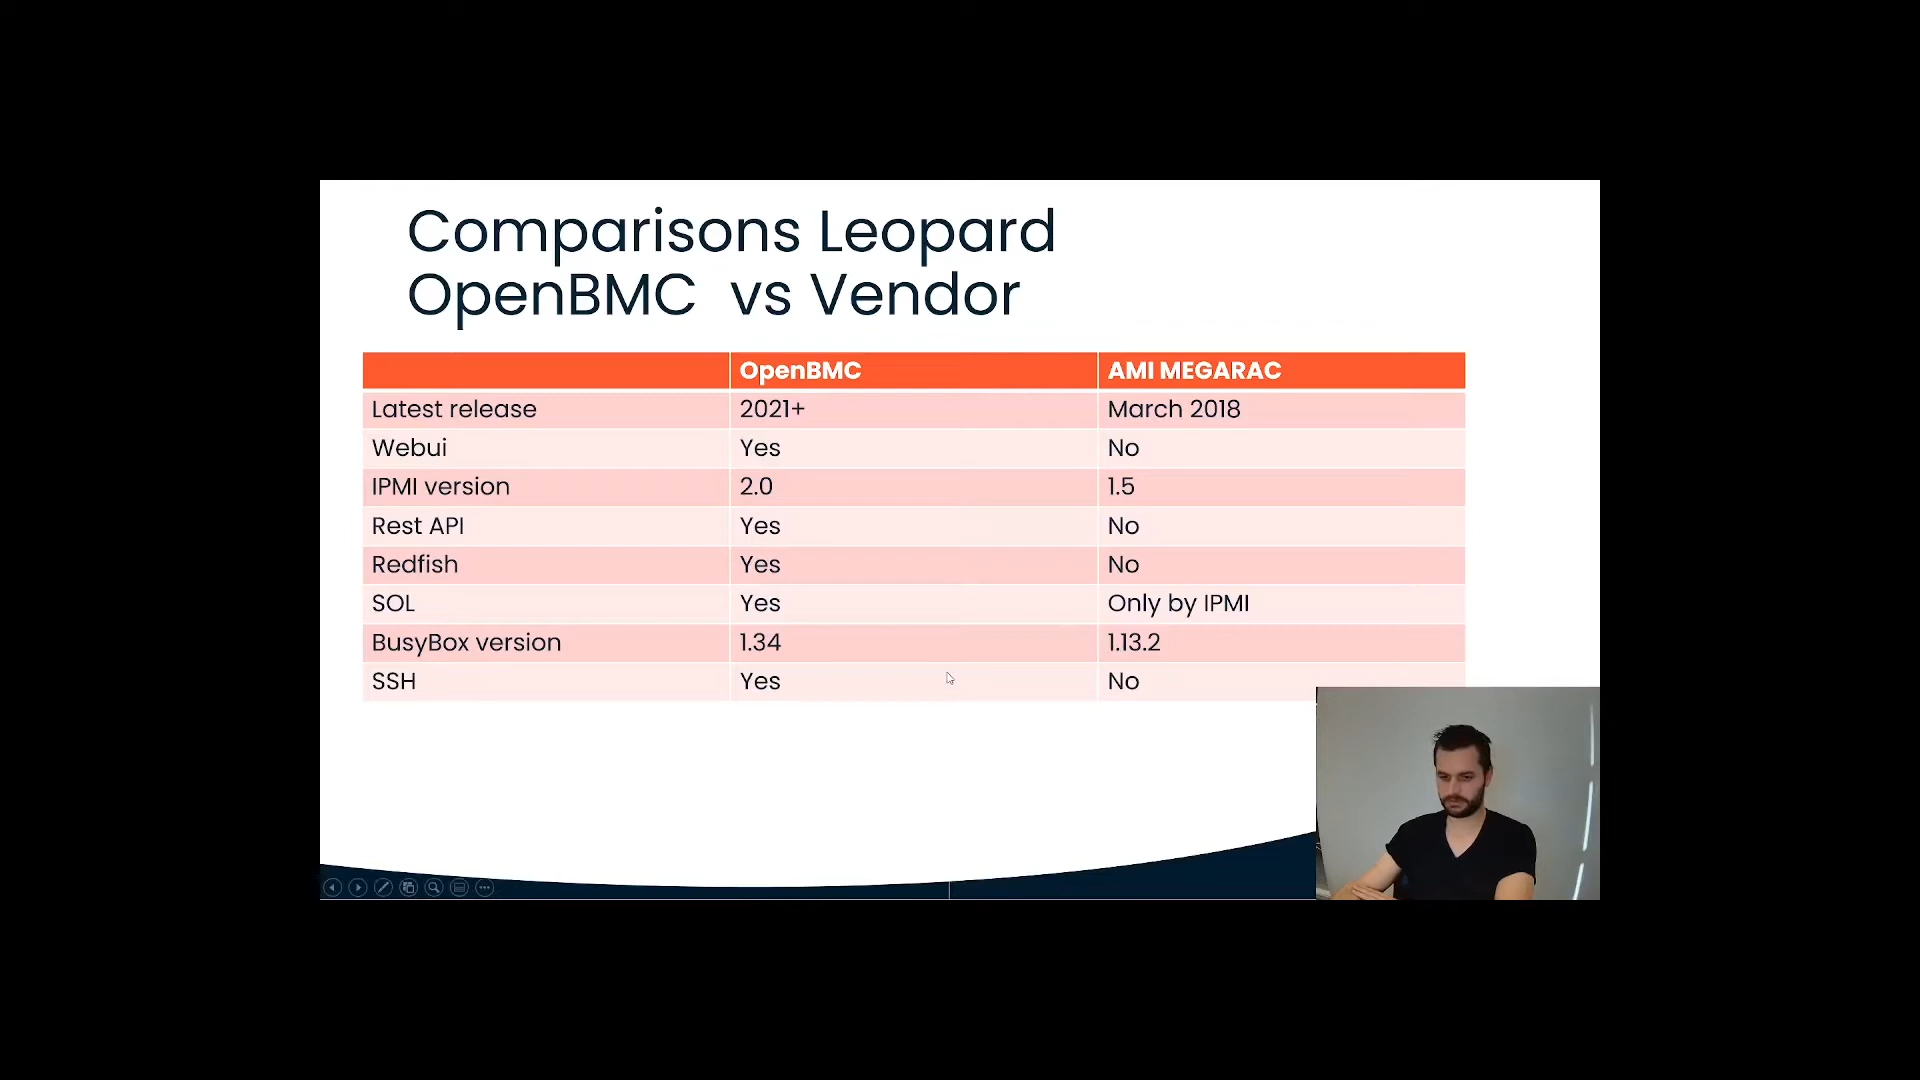 Comparisons Leopard
OpenBMC  vs Vendor
OpenBMC AMI MEGARAC
Latest release 2021+ March 2018
Webui Yes No
IPMI version 2.0 1.5
Rest API Yes No
Redfish Yes No
SOL Yes Only by IPMI
BusyBox version 1.34 1.13.2
SSH Yes No